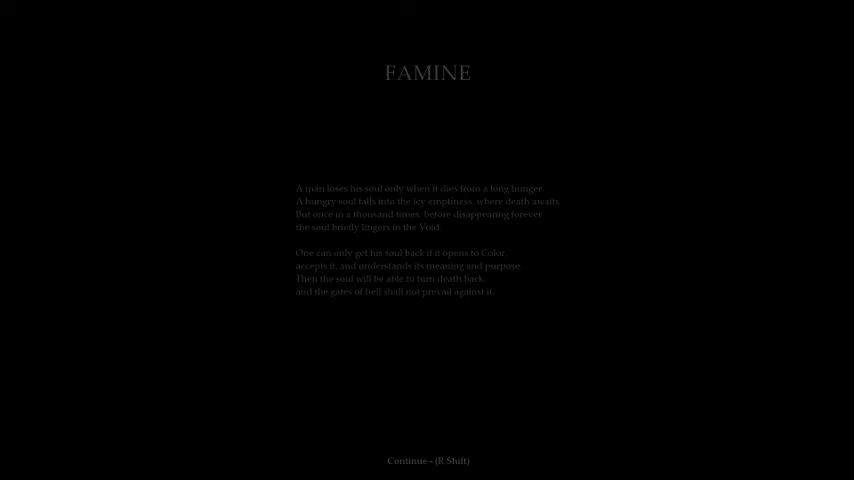 FAMINE
A man loses his soul only when it dies from a long hunger.
A hungry soul falls into the icy emptiness, where death awaits.
But once in a thousand times, before disappearing forever
the soul briefly lingers in the Void.
One can only get his soul back if it opens to Color,
accepts it, and understands its meaning and purpose.
Then the soul will be able to turn death back,
and the gates of hell shall not prevail against it.
Continue - (R Shift)